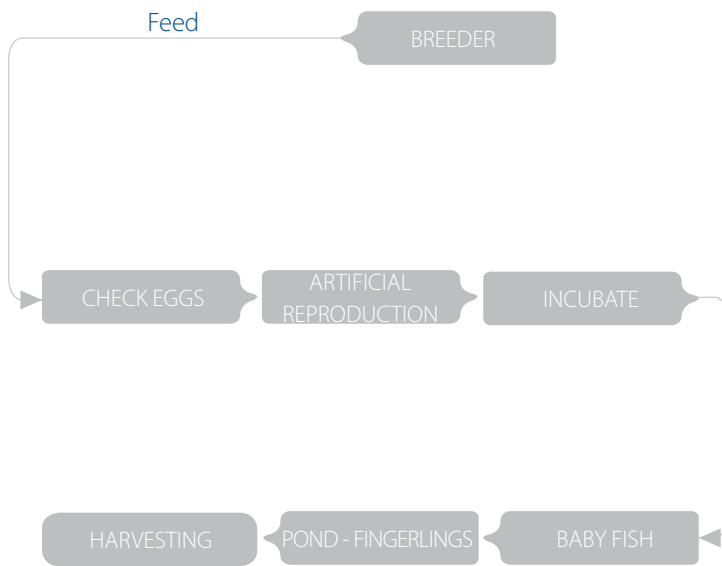 Feed
BREEDER
CHECK EGGS
ARTIFICIAL
REPRODUCTION
INCUBATE
HARVESTING
POND - FINGERLINGS
BABY FISH